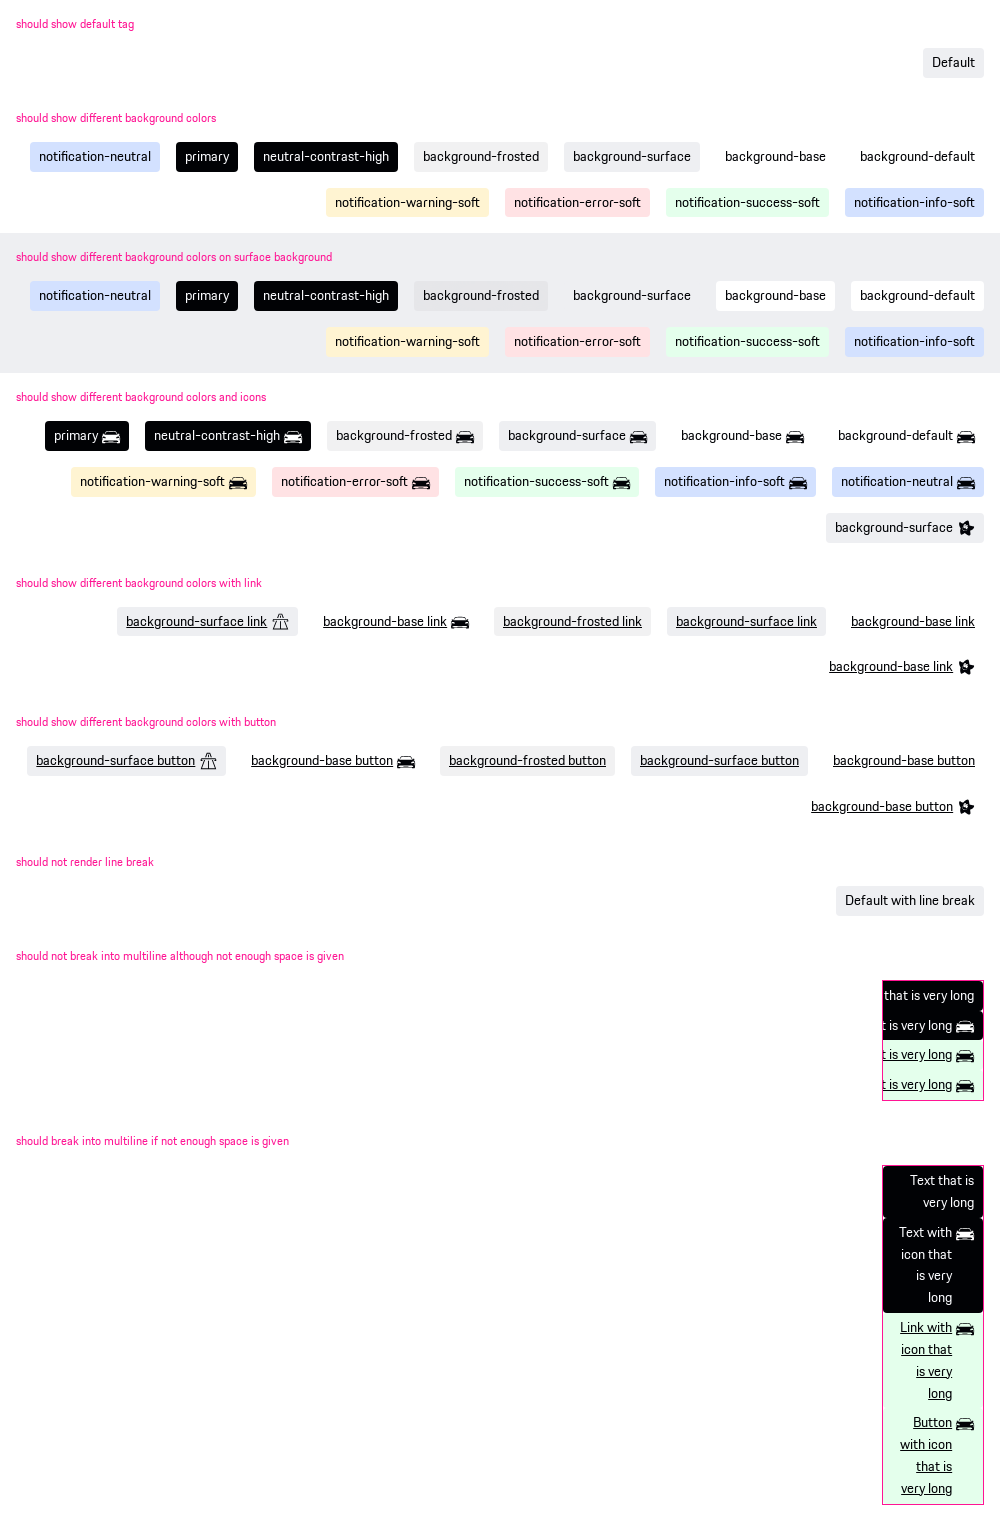 should show default tag
Default
should show different background colors
notification-neutral primary neutral-contrast-high background-frosted background-surface background-base background-default
notification-warning-soft notification-error-soft notification-success-soft notification-info-soft
should show different background colors on surface background
notification-neutral primary neutral-contrast-high background-frosted background-surface background-base background-default
notification-warning-soft notification-error-soft notification-success-soft notification-info-soft
should show different background colors and icons
primary neutral-contrast-high background-frosted background-surface background-base background-default
notification-warning-soft notification-error-soft notification-success-soft notification-info-soft notification-neutral
background-surface
should show different background colors with link
background-surface link background-base link background-frosted link background-surface link background-base link
background-base link
should show different background colors with button
background-surface button background-base button background-frosted button background-surface button background-base button
background-base button
should not render line break
Default with line break
should not break into multiline although not enough space is given
that is very long
t is very long
t is very long
t is very long
should break into multiline if not enough space is given
Text that is
very long
Text with
icon that
is very
long
Link with
icon that
is very
long
Button
with icon
that is
very long